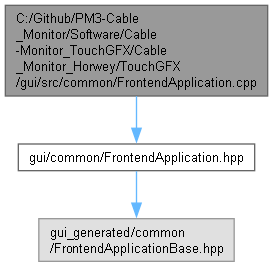 C:/Github/PM3-Cable
_Monitor/Software/Cable
-Monitor_TouchGFX/Cable
_Monitor_Horwey/TouchGFX
/gui/src/common/FrontendApplication.cpp
gui/common/FrontendApplication.hpp
gui_generated/common
/FrontendApplicationBase.hpp